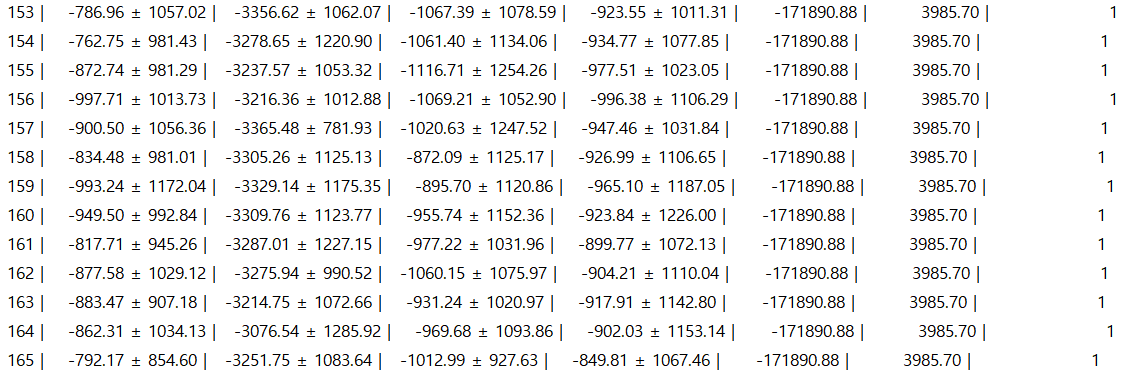 153 | -786.96 ± 1057.02 | -3356.62 ± 1062.07 | -1067.39 ± 1078.59 | -923.55 ± 1011.31 | -171890.88 | 3985.70 | 1
154 | -762.75 ± 981.43 | -3278.65 ± 1220.90 | -1061.40 ± 1134.06 | -934.77 ± 1077.85 | -171890.88 | 3985.70 | 1
155 | -872.74 ± 981.29 | -3237.57 ± 1053.32 | -1116.71 ± 1254.26 | -977.51 ± 1023.05 | -171890.88 | 3985.70 | 1
156 | -997.71 ± 1013.73 | -3216.36 ± 1012.88 | -1069.21 ± 1052.90 | -996.38 ± 1106.29 | -171890.88 | 3985.70 | 1
157 | -900.50 ± 1056.36 | -3365.48 ± 781.93 | -1020.63 ± 1247.52 | -947.46 ± 1031.84 | -171890.88 | 3985.70 | 1
158 | -834.48 ± 981.01 | -3305.26 ± 1125.13 | -872.09 ± 1125.17 | -926.99 ± 1106.65 | -171890.88 | 3985.70 | 1
159 | -993.24 ± 1172.04 | -3329.14 ± 1175.35 | -895.70 ± 1120.86 | -965.10 ± 1187.05 | -171890.88 | 3985.70 | 1
160 | -949.50 ± 992.84 | -3309.76 ± 1123.77 | -955.74 ± 1152.36 | -923.84 ± 1226.00 | -171890.88 | 3985.70 | 1
161 | -817.71 ± 945.26 | -3287.01 ± 1227.15 | -977.22 ± 1031.96 | -899.77 ± 1072.13 | -171890.88 | 3985.70 | 1
162 | -877.58 ± 1029.12 | -3275.94 ± 990.52 | -1060.15 ± 1075.97 | -904.21 ± 1110.04 | -171890.88 | 3985.70 | 1
163 | -883.47 ± 907.18 | -3214.75 ± 1072.66 | -931.24 ± 1020.97 | -917.91 ± 1142.80 | -171890.88 | 3985.70 | 1
164 | -862.31 ± 1034.13 | -3076.54 ± 1285.92 | -969.68 ± 1093.86 | -902.03 ± 1153.14 | -171890.88 | 3985.70 | 1
165 | -792.17 ± 854.60 | -3251.75 ± 1083.64 | -1012.99 ± 927.63 | -849.81 ± 1067.46 | -171890.88 | 3985.70 | 1